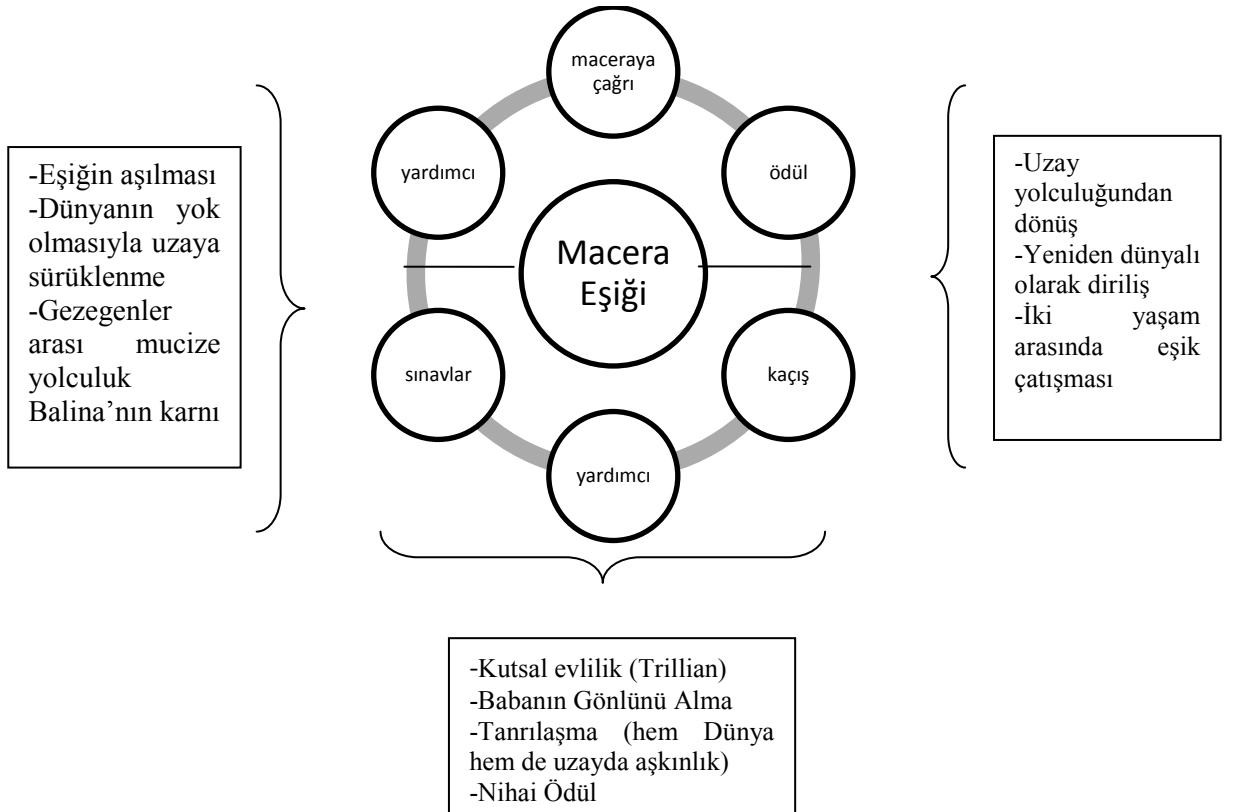 maceraya
çağrı
yardımcı
ödül
Macera
Eşiği
sınavlar
kaçış
yardımcı
-Eşiğin aşılması
-Dünyanın yok
olmasıyla uzaya
sürüklenme
-Gezegenler
arası mucize
yolculuk
Balina’nın karnı
-Uzay
yolculuğundan
dönüş
-Yeniden dünyalı
olarak diriliş
-İki yaşam
arasında eşik
çatışması
-Kutsal evlilik (Trillian)
-Babanın Gönlünü Alma
-Tanrılaşma (hem Dünya
hem de uzayda aşkınlık)
-Nihai Ödül